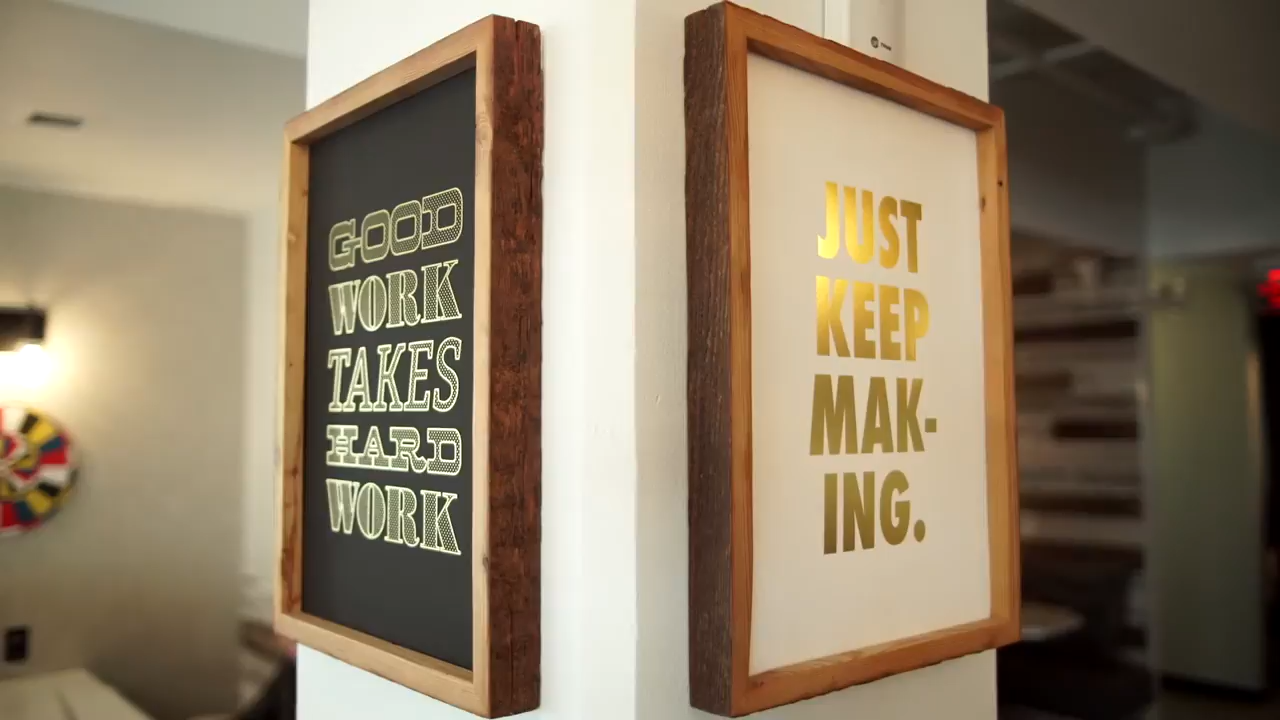 GOOD
WORK
TAKES
HARD
WORK
JUST
KEEP
MAK-
ING.